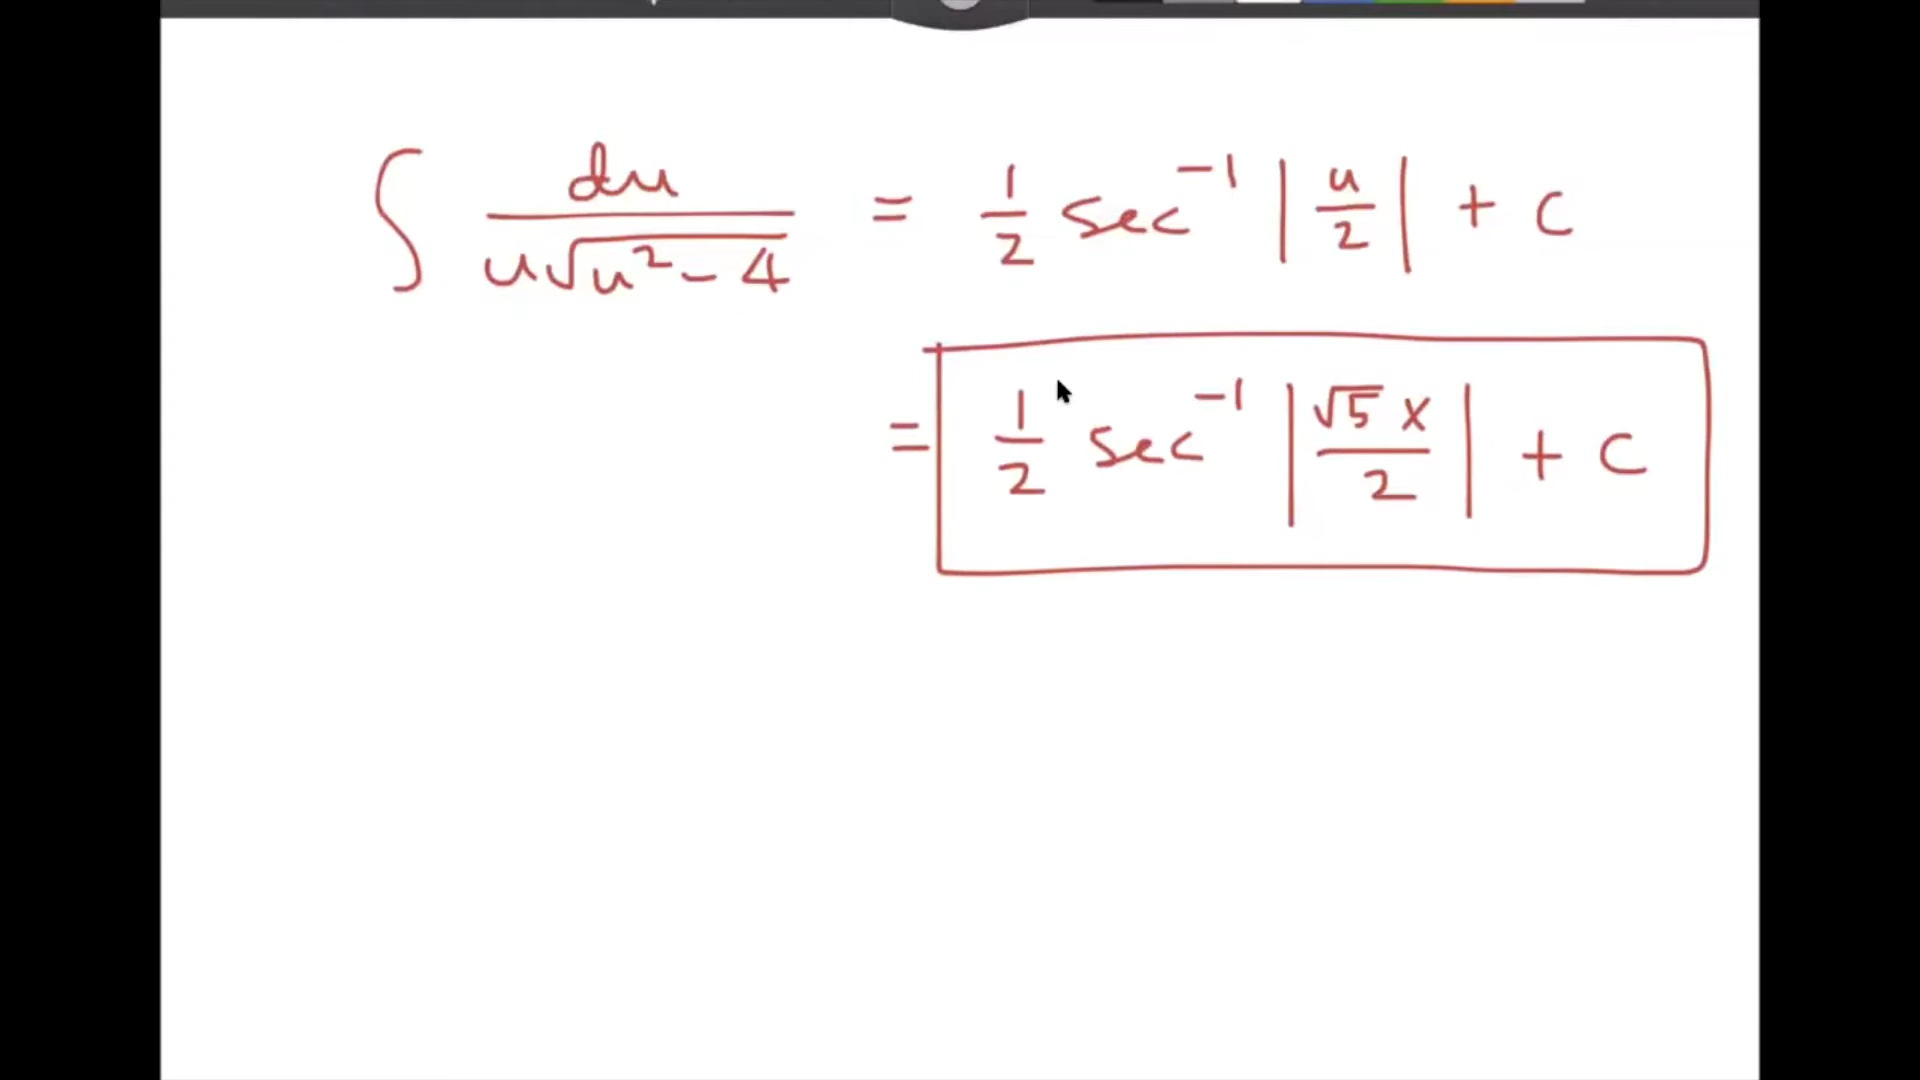 ∫ du / (u√(u² - 4)) = 1/2 sec⁻¹ |u/2| + c
= 1/2 sec⁻¹ |√5 x / 2| + c